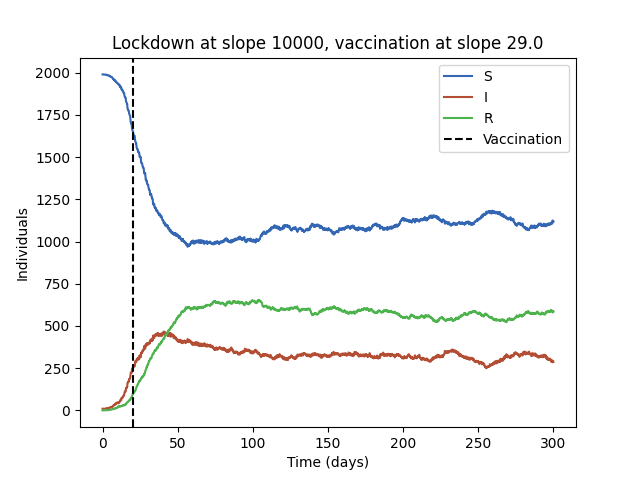 Lockdown at slope 10000, vaccination at slope 29.0
S
I
R
Vaccination
Individuals
2000
1750
1500
1250
1000
750
500
250
0
0 50 100 150 200 250 300
Time (days)